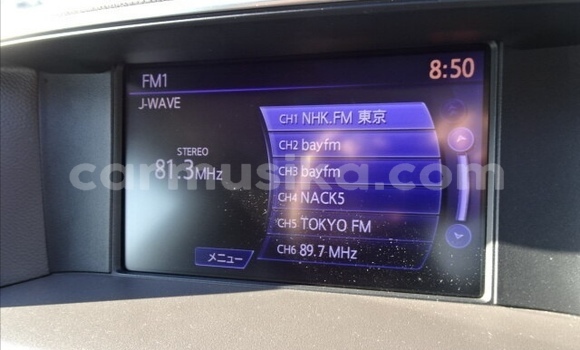 FM1
8:50
J-WAVE
STEREO
81.3MHz
CH1 NHK.FM 東京
CH2 bayfm
CH3 bayfm
CH4 NACK5
CH5 TOKYO FM
CH6 89.7 MHz
メニュー
carmusika.com